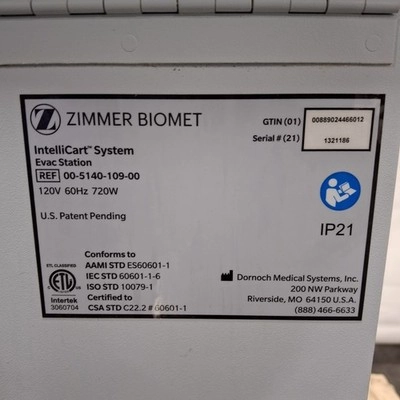 ZIMMER BIOMET
GTIN (01) 00889024466012
Serial # (21) 1321186
IntelliCart™ System
Evac Station
REF 00-5140-109-00
120V 60Hz 720W
U.S. Patent Pending
IP21
Conforms to
AAMI STD ES60601-1
IEC STD 60601-1-6
ISO STD 10079-1
Certified to
CSA STD C22.2 # 60601-1
ETL CLASSIFIED
ETL
Intertek
3060704
Dornoch Medical Systems, Inc.
200 NW Parkway
Riverside, MO 64150 U.S.A.
(888) 466-6633